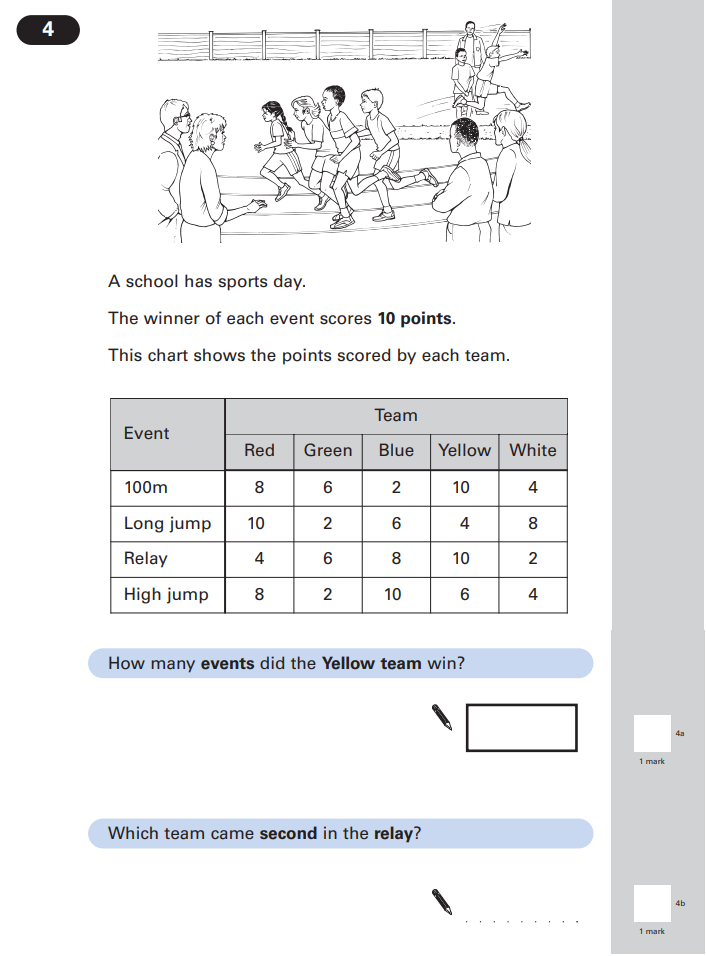 4
A school has sports day.
The winner of each event scores 10 points.
This chart shows the points scored by each team.
Event
Team
Red Green Blue Yellow White
100m 8 6 2 10 4
Long jump 10 2 6 4 8
Relay 4 6 8 10 2
High jump 8 2 10 6 4
How many events did the Yellow team win?
4a
1 mark
Which team came second in the relay?
4b
1 mark